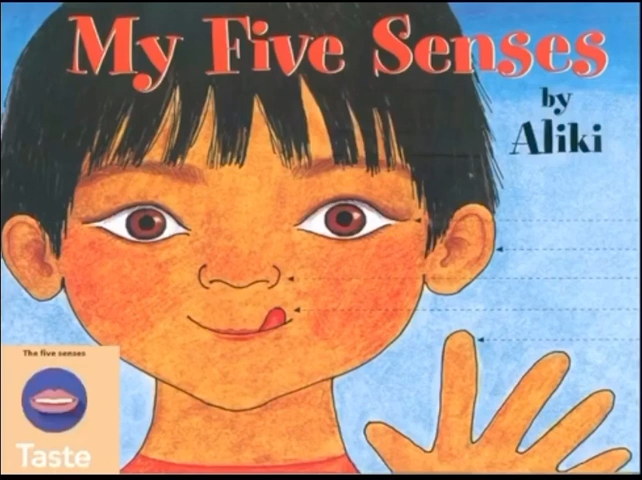 My Five Senses
by
Aliki
The five senses
Taste